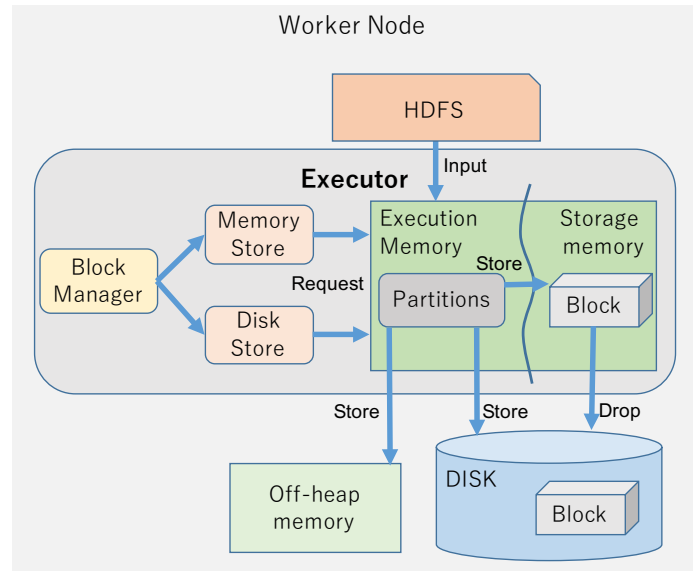 Worker Node
HDFS
Input
Executor
Memory
Store
Execution
Memory
Storage
memory
Store
Block
Manager
Request
Partitions
Block
Disk
Store
Store
Store
Drop
DISK
Off-heap
memory
Block